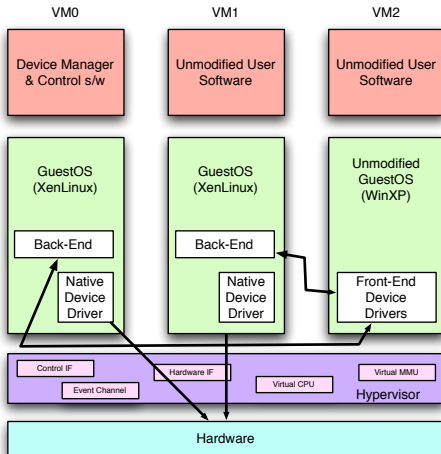 VM0
VM1
VM2
Device Manager
& Control s/w
Unmodified User
Software
Unmodified User
Software
GuestOS
(XenLinux)
Back-End
Native
Device
Driver
GuestOS
(XenLinux)
Back-End
Native
Device
Driver
Unmodified
GuestOS
(WinXP)
Front-End
Device
Drivers
Control IF
Event Channel
Hardware IF
Virtual CPU
Virtual MMU
Hypervisor
Hardware